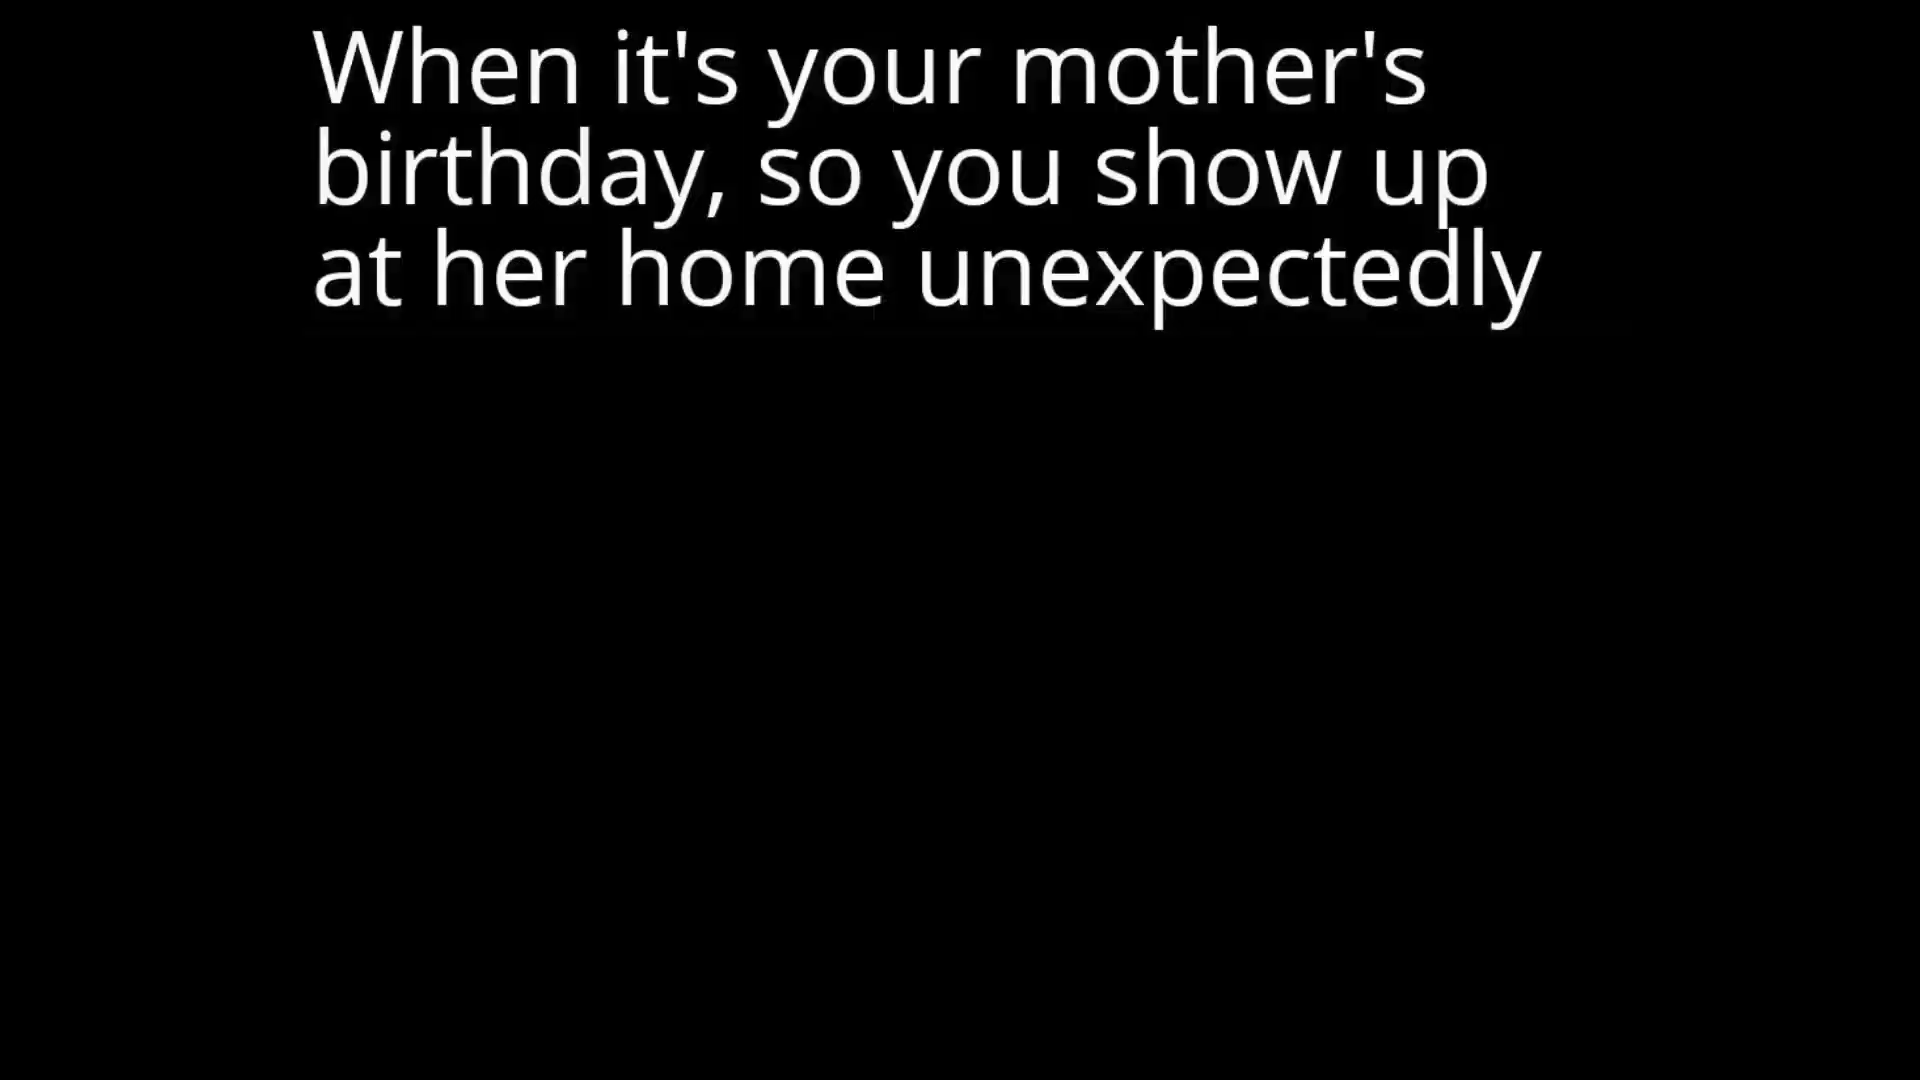 When it's your mother's
birthday, so you show up
at her home unexpectedly